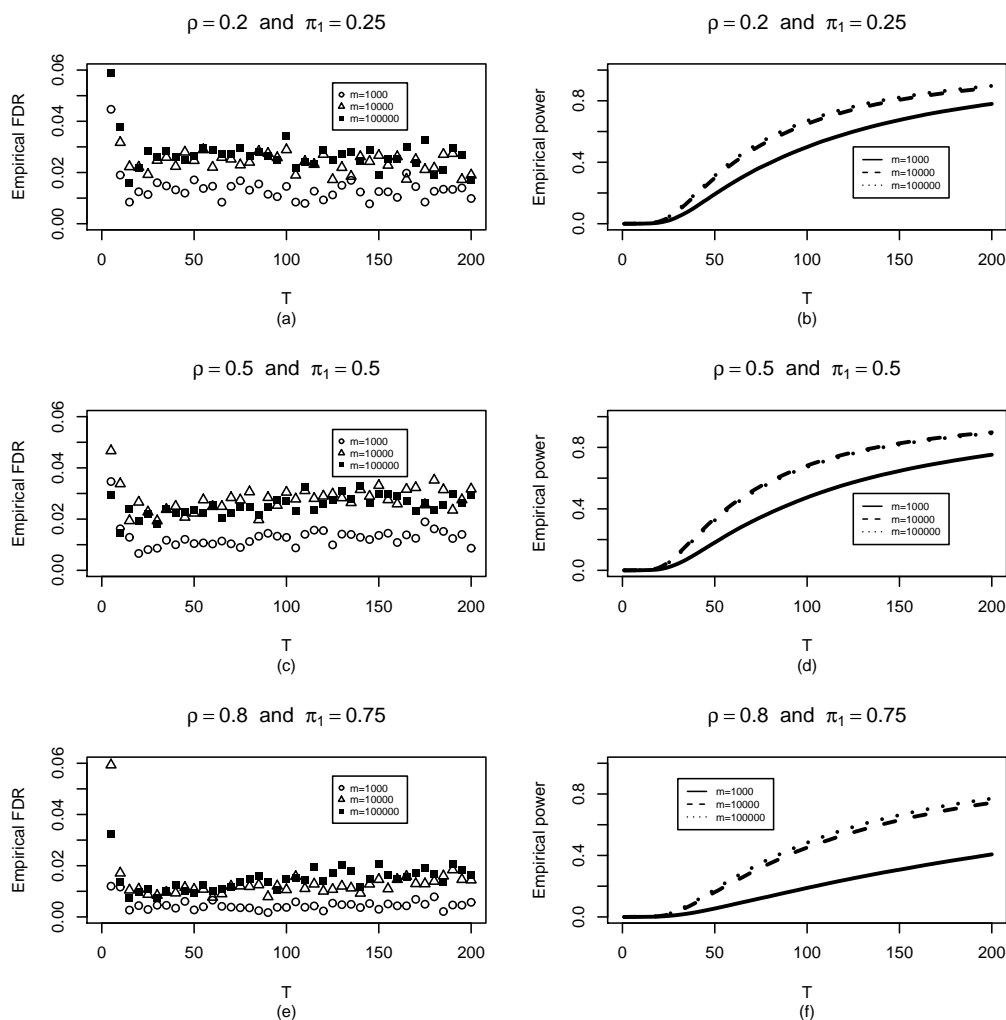 ρ = 0.2 and π₁ = 0.25
Empirical FDR
0.00 0.02 0.04 0.06
m=1000
m=10000
m=100000
0 50 100 150 200
T
(a)
ρ = 0.2 and π₁ = 0.25
Empirical power
0.0 0.4 0.8
m=1000
m=10000
m=100000
0 50 100 150 200
T
(b)
ρ = 0.5 and π₁ = 0.5
Empirical FDR
0.00 0.02 0.04 0.06
m=1000
m=10000
m=100000
0 50 100 150 200
T
(c)
ρ = 0.5 and π₁ = 0.5
Empirical power
0.0 0.4 0.8
m=1000
m=10000
m=100000
0 50 100 150 200
T
(d)
ρ = 0.8 and π₁ = 0.75
Empirical FDR
0.00 0.02 0.04 0.06
m=1000
m=10000
m=100000
0 50 100 150 200
T
(e)
ρ = 0.8 and π₁ = 0.75
Empirical power
0.0 0.4 0.8
m=1000
m=10000
m=100000
0 50 100 150 200
T
(f)